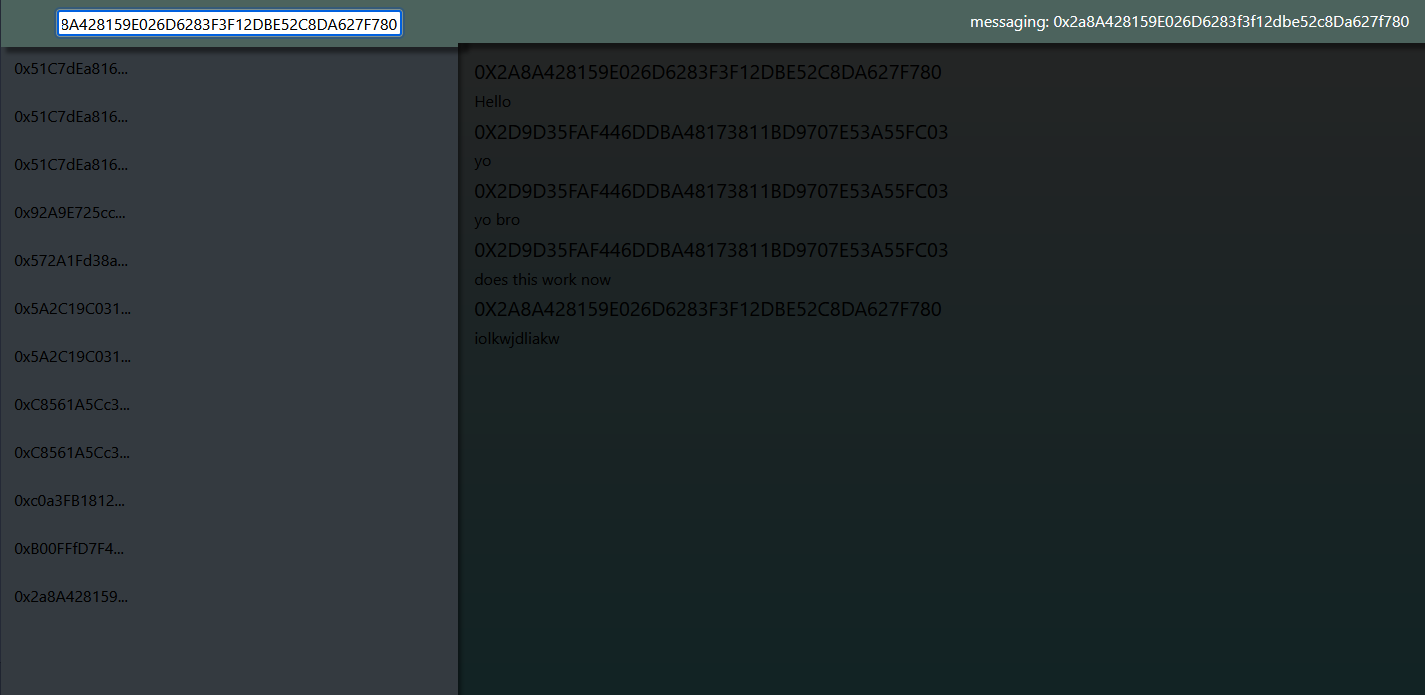 8A428159E026D6283F3F12DBE52C8DA627F780
messaging: 0x2a8A428159E026D6283f3f12dbe52c8Da627f780
0x51C7dEa816...
0x51C7dEa816...
0x51C7dEa816...
0x92A9E725cc...
0x572A1Fd38a...
0x5A2C19C031...
0x5A2C19C031...
0xC8561A5Cc3...
0xC8561A5Cc3...
0xc0a3FB1812...
0xB00FFfD7F4...
0x2a8A428159...
0X2A8A428159E026D6283F3F12DBE52C8DA627F780
Hello
0X2D9D35FAF446DDBA48173811BD9707E53A55FC03
yo
0X2D9D35FAF446DDBA48173811BD9707E53A55FC03
yo bro
0X2D9D35FAF446DDBA48173811BD9707E53A55FC03
does this work now
0X2A8A428159E026D6283F3F12DBE52C8DA627F780
iolkwjdliakw